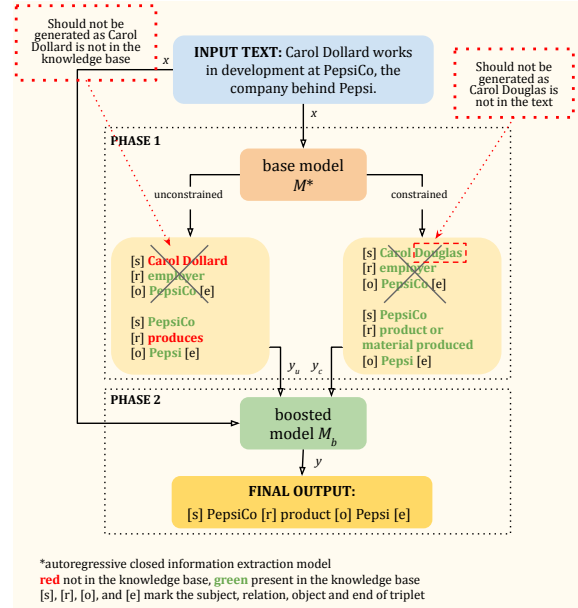 Should not be
generated as Carol
Dollard is not in the
knowledge base
x
INPUT TEXT: Carol Dollard works
in development at PepsiCo, the
company behind Pepsi.
Should not be
generated as
Carol Douglas is
not in the text
x
PHASE 1
base model
M*
unconstrained
constrained
[s] Carol Dollard
[r] employer
[o] PepsiCo [e]
[s] PepsiCo
[r] produces
[o] Pepsi [e]
[s] Carol Douglas
[r] employer
[o] PepsiCo [e]
[s] PepsiCo
[r] product or
material produced
[o] Pepsi [e]
y_u y_c
PHASE 2
boosted
model M_b
y
FINAL OUTPUT:
[s] PepsiCo [r] product [o] Pepsi [e]
*autoregressive closed information extraction model
red not in the knowledge base, green present in the knowledge base
[s], [r], [o], and [e] mark the subject, relation, object and end of triplet